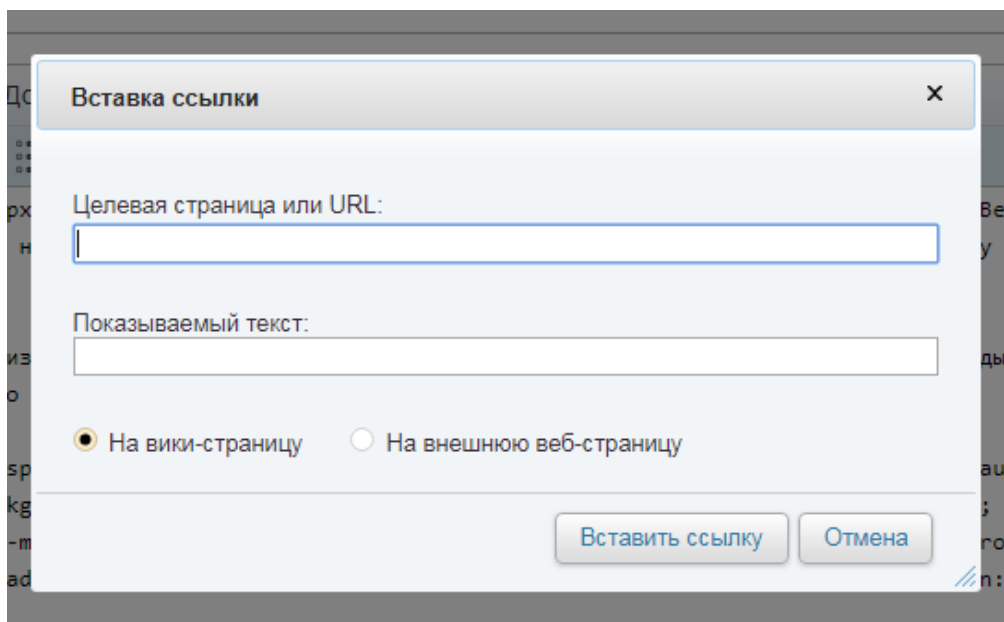 Вставка ссылки
Целевая страница или URL:
Показываемый текст:
На вики-страницу На внешнюю веб-страницу
Вставить ссылку Отмена